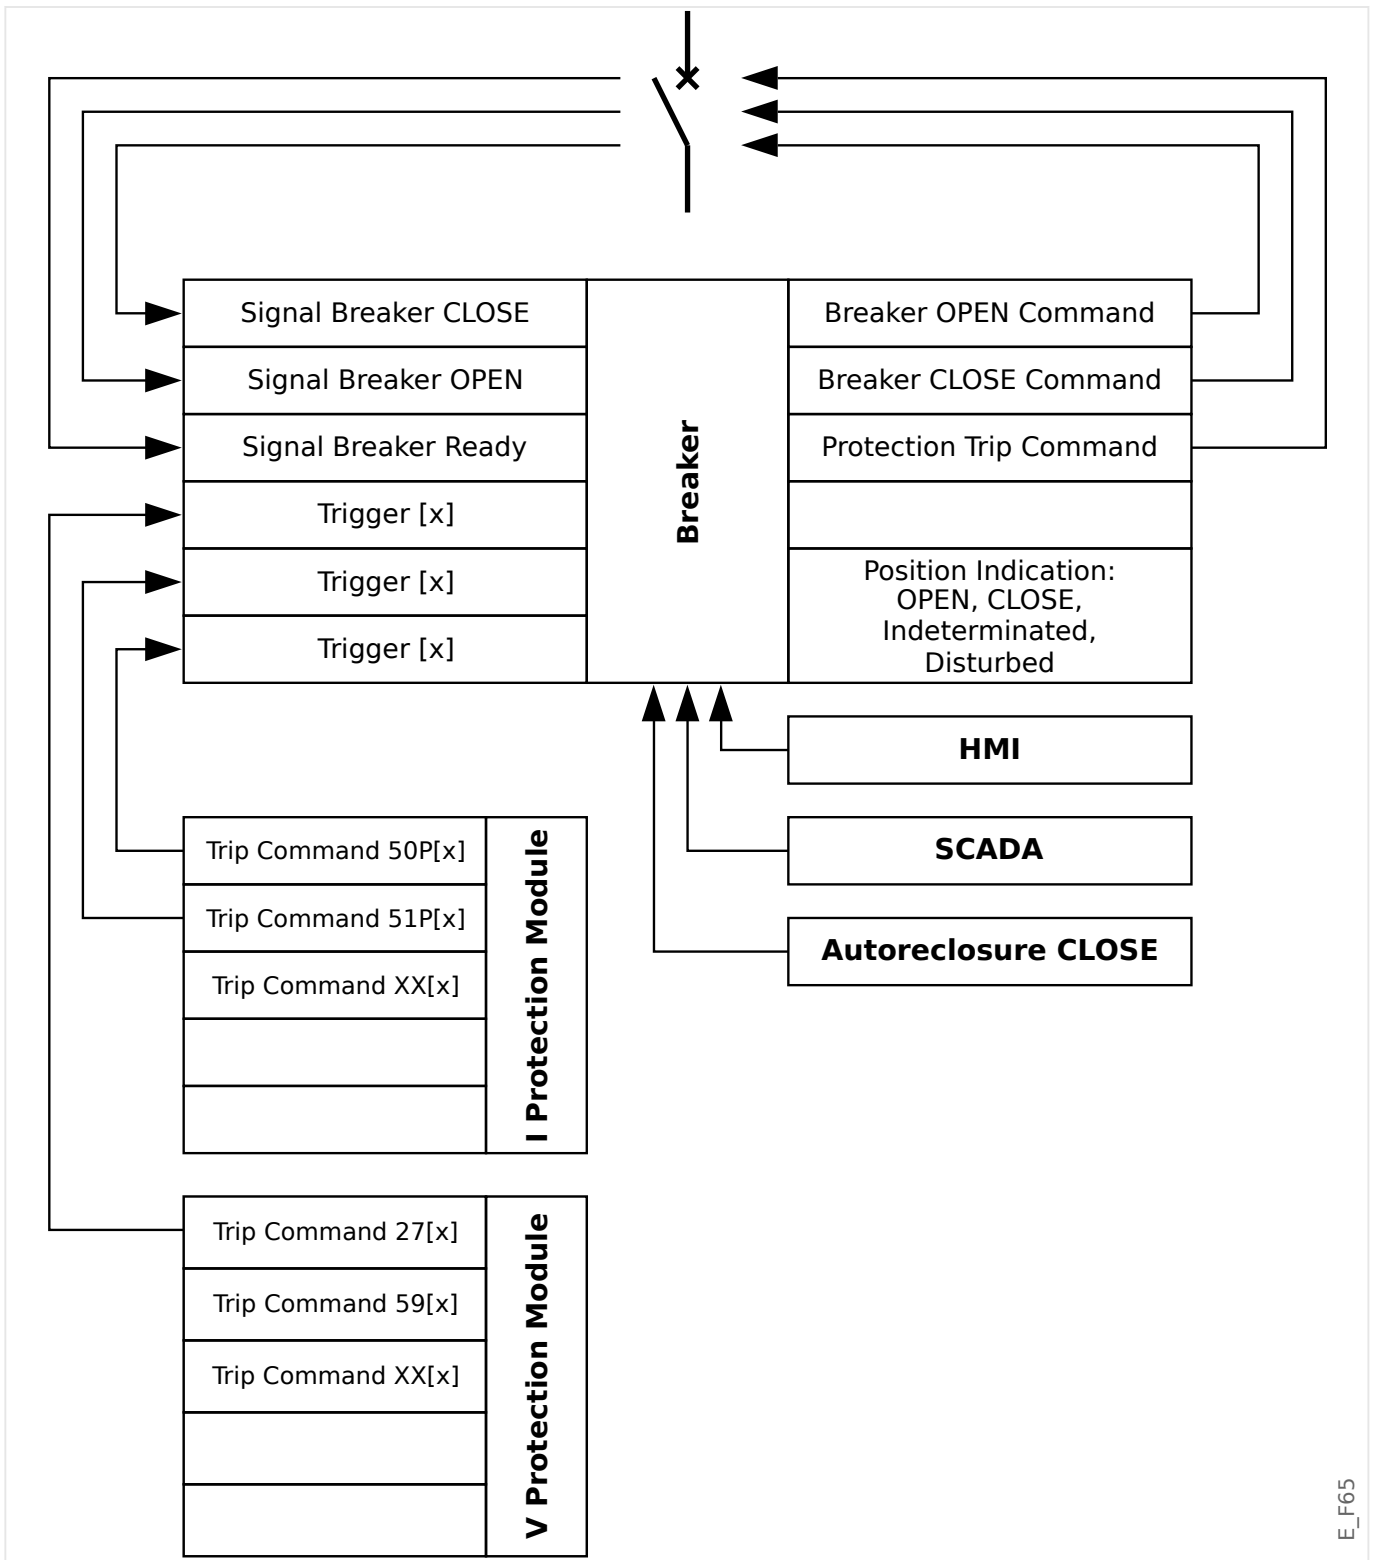 Signal Breaker CLOSE
Signal Breaker OPEN
Signal Breaker Ready
Trigger [x]
Trigger [x]
Trigger [x]
Breaker
Breaker OPEN Command
Breaker CLOSE Command
Protection Trip Command
Position Indication:
OPEN, CLOSE,
Indeterminated,
Disturbed
HMI
SCADA
Autoreclosure CLOSE
Trip Command 50P[x]
Trip Command 51P[x]
Trip Command XX[x]
I Protection Module
Trip Command 27[x]
Trip Command 59[x]
Trip Command XX[x]
V Protection Module
E_F65